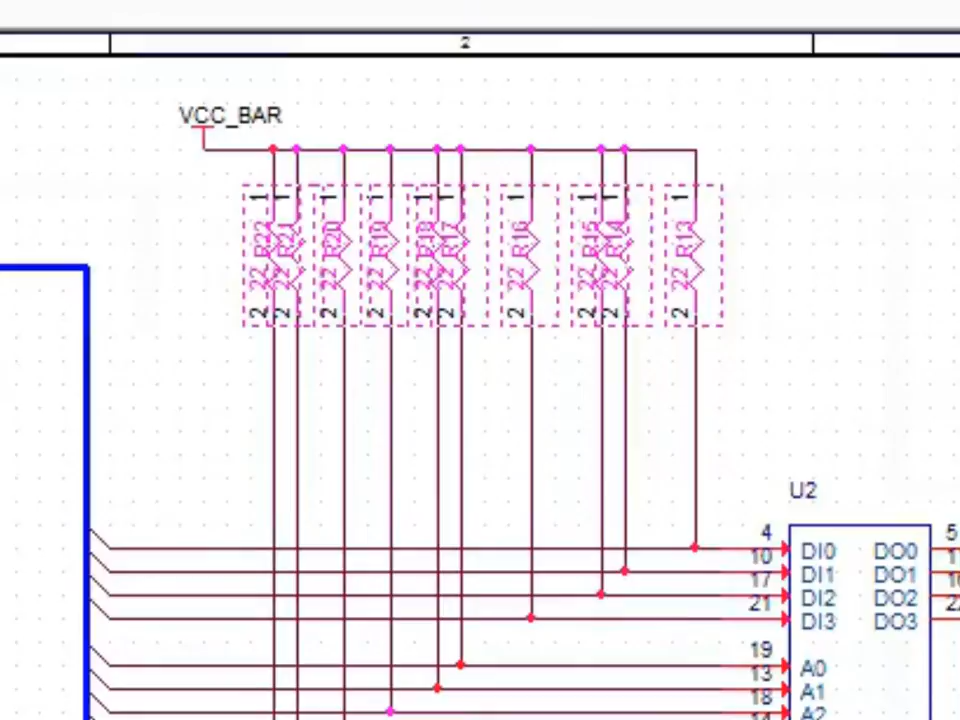 2
VCC_BAR
1 1 1 1 1 1 1 1 1 1
R22 R21 R20 R19 R18 R17 R16 R15 R14 R13
22 22 22 22 22 22 22 22 22 22
2 2 2 2 2 2 2 2 2 2
U2
4 DI0 DO0 5
10 DI1 DO1
17 DI2 DO2
21 DI3 DO3
19 A0
13 A1
18 A2